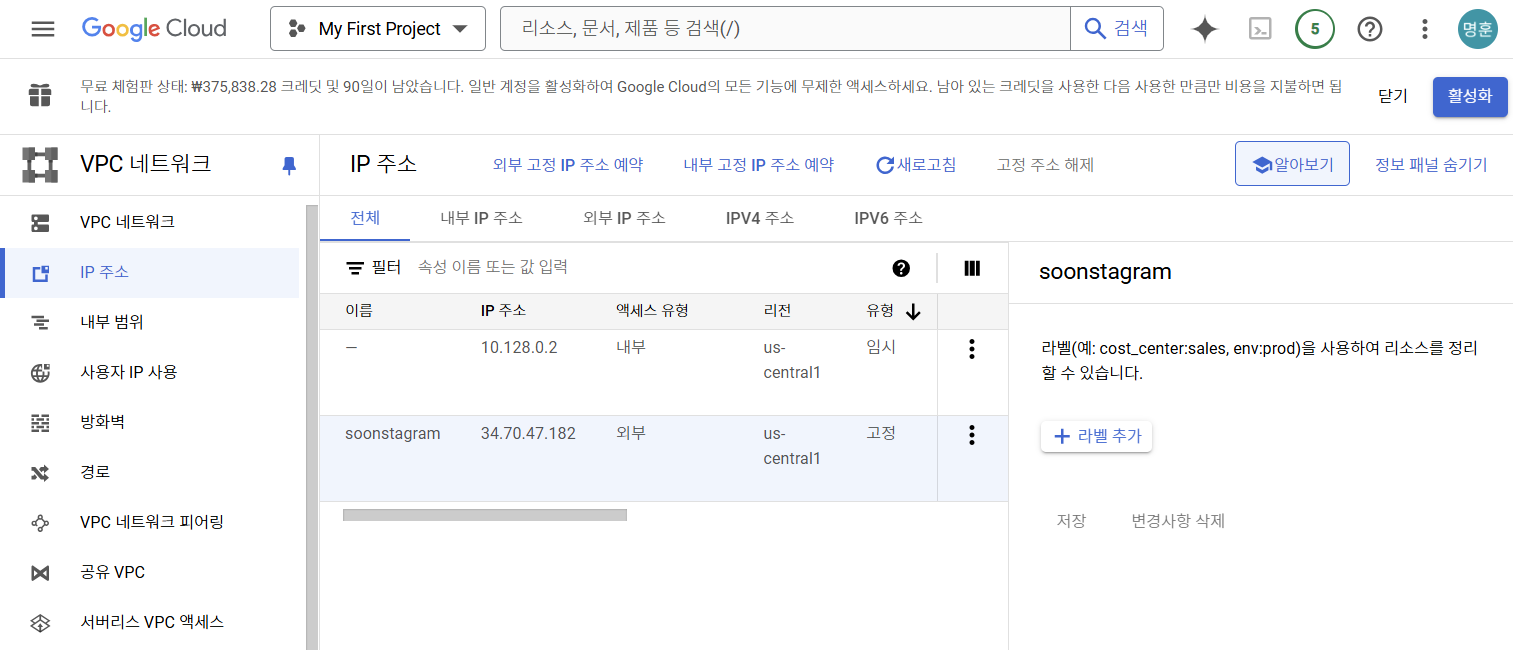 Google Cloud
My First Project
리소스, 문서, 제품 등 검색(/)
검색
5
명훈
무료 체험판 상태: ₩375,838.28 크레딧 및 90일이 남았습니다. 일반 계정을 활성화하여 Google Cloud의 모든 기능에 무제한 액세스하세요. 남아 있는 크레딧을 사용한 다음 사용한 만큼만 비용을 지불하면 됩
니다.
닫기
활성화
VPC 네트워크
IP 주소
외부 고정 IP 주소 예약
내부 고정 IP 주소 예약
새로고침
고정 주소 해제
알아보기
정보 패널 숨기기
VPC 네트워크
IP 주소
내부 범위
사용자 IP 사용
방화벽
경로
VPC 네트워크 피어링
공유 VPC
서버리스 VPC 액세스
전체
내부 IP 주소
외부 IP 주소
IPV4 주소
IPV6 주소
필터
속성 이름 또는 값 입력
이름 IP 주소 액세스 유형 리전 유형
— 10.128.0.2 내부 us- 임시
central1
soonstagram 34.70.47.182 외부 us- 고정
central1
soonstagram
라벨(예: cost_center:sales, env:prod)을 사용하여 리소스를 정리
할 수 있습니다.
라벨 추가
저장
변경사항 삭제